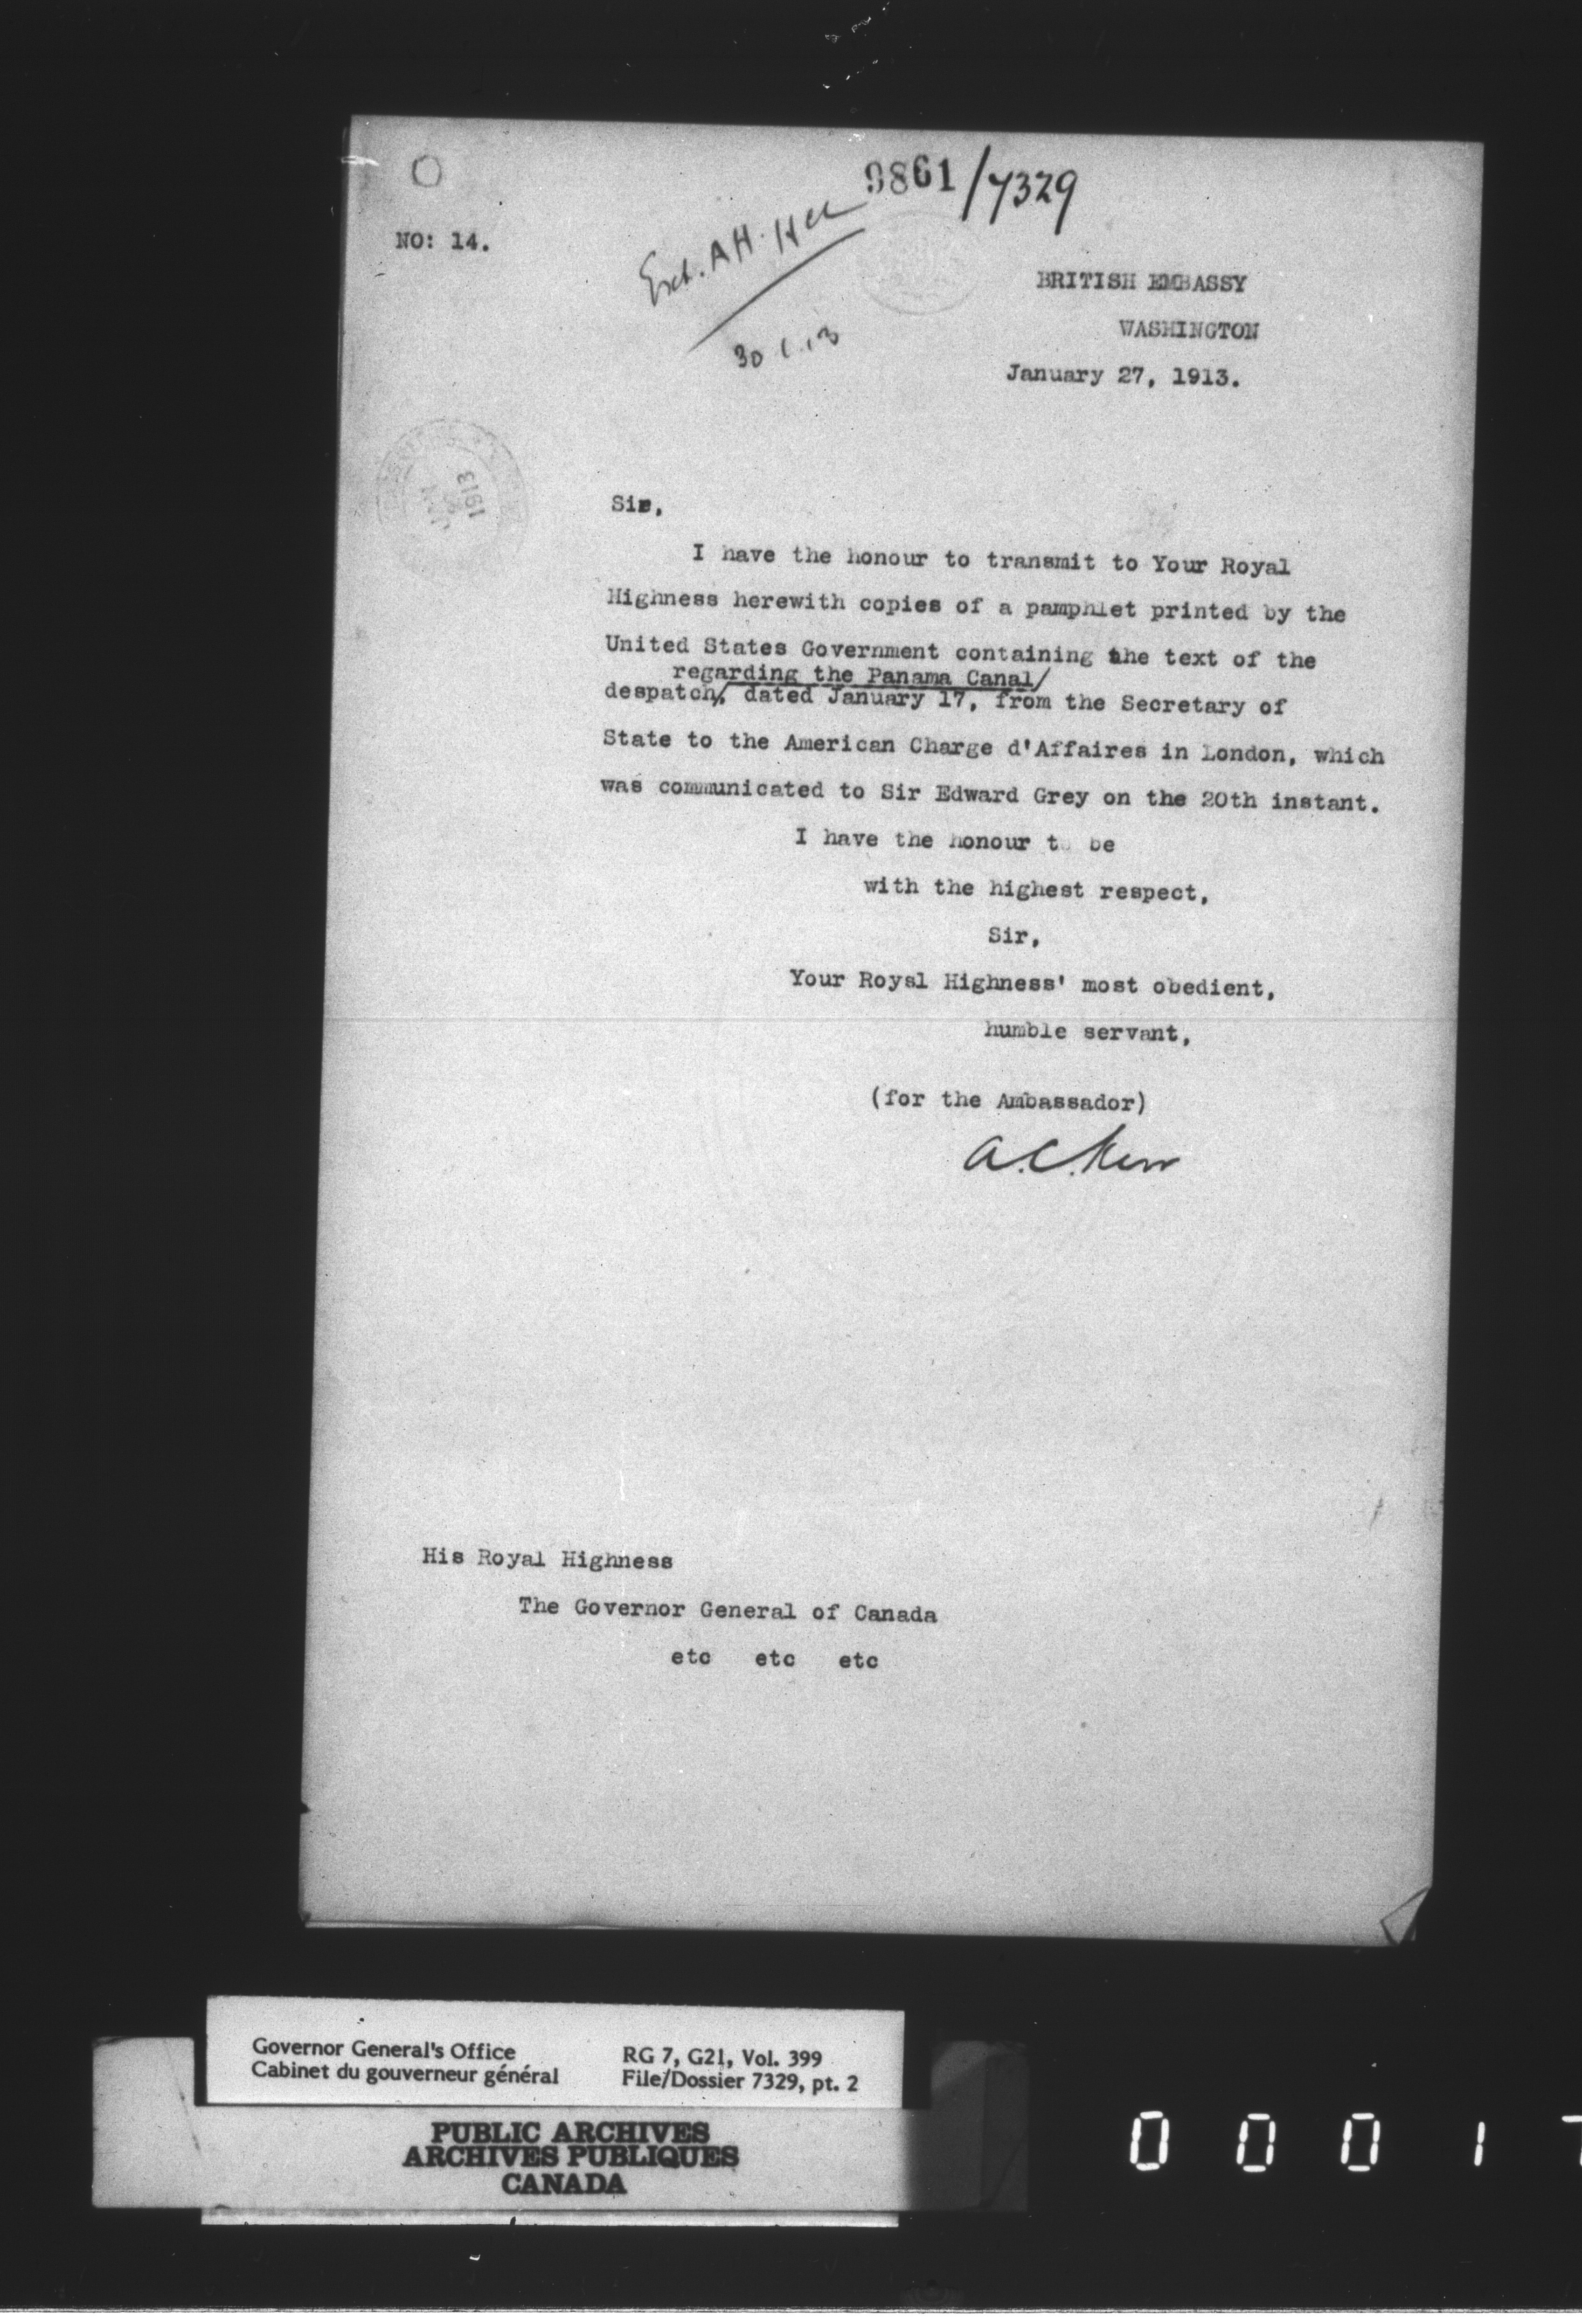 9861/7329
NO: 14.
30.1.13
BRITISH EMBASSY
WASHINGTON
January 27, 1913.
1913
Sir,
I have the honour to transmit to Your Royal
Highness herewith copies of a pamphlet printed by the
United States Government containing the text of the
regarding the Panama Canal/
despatch/, dated January 17, from the Secretary of
State to the American Charge d'Affaires in London, which
was communicated to Sir Edward Grey on the 20th instant.
I have the honour to be
with the highest respect,
Sir,
Your Royal Highness' most obedient,
humble servant,
(for the Ambassador)
A.C. Kerr
His Royal Highness
The Governor General of Canada
etc etc etc
Governor General's Office
Cabinet du gouverneur général
RG 7, G21, Vol. 399
File/Dossier 7329, pt. 2
PUBLIC ARCHIVES
ARCHIVES PUBLIQUES
CANADA
0 0 0 1 7